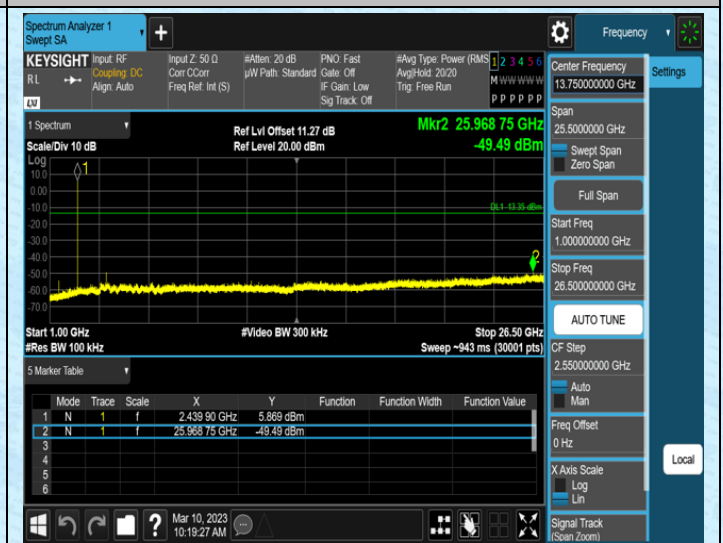 Spectrum Analyzer 1
Swept SA
+
Frequency
KEYSIGHT
RL
LXI
Input: RF
Coupling: DC
Align: Auto
Input Z: 50 Ω
Corr CCorr
Freq Ref: Int (S)
#Atten: 20 dB
µW Path: Standard
PNO: Fast
Gate: Off
IF Gain: Low
Sig Track: Off
#Avg Type: Power (RMS
Avg|Hold: 20/20
Trig: Free Run
1 2 3 4 5 6
M W W W W W
P P P P P P
1 Spectrum
Scale/Div 10 dB
Ref Lvl Offset 11.27 dB
Ref Level 20.00 dBm
Mkr2 25.968 75 GHz
-49.49 dBm
Log
10.0
0.00
-10.0
-20.0
-30.0
-40.0
-50.0
-60.0
-70.0
1
DL1 -13.35 dBm
2
Start 1.00 GHz
#Res BW 100 kHz
#Video BW 300 kHz
Stop 26.50 GHz
Sweep ~943 ms (30001 pts)
5 Marker Table
Mode Trace Scale X Y Function Function Width Function Value
1 N 1 f 2.439 90 GHz 5.869 dBm
2 N 1 f 25.968 75 GHz -49.49 dBm
3
4
5
6
Mar 10, 2023
10:19:27 AM
Center Frequency
13.750000000 GHz
Settings
Span
25.5000000 GHz
Swept Span
Zero Span
Full Span
Start Freq
1.000000000 GHz
Stop Freq
26.500000000 GHz
AUTO TUNE
CF Step
2.550000000 GHz
Auto
Man
Freq Offset
0 Hz
Local
X Axis Scale
Log
Lin
Signal Track
(Span Zoom)